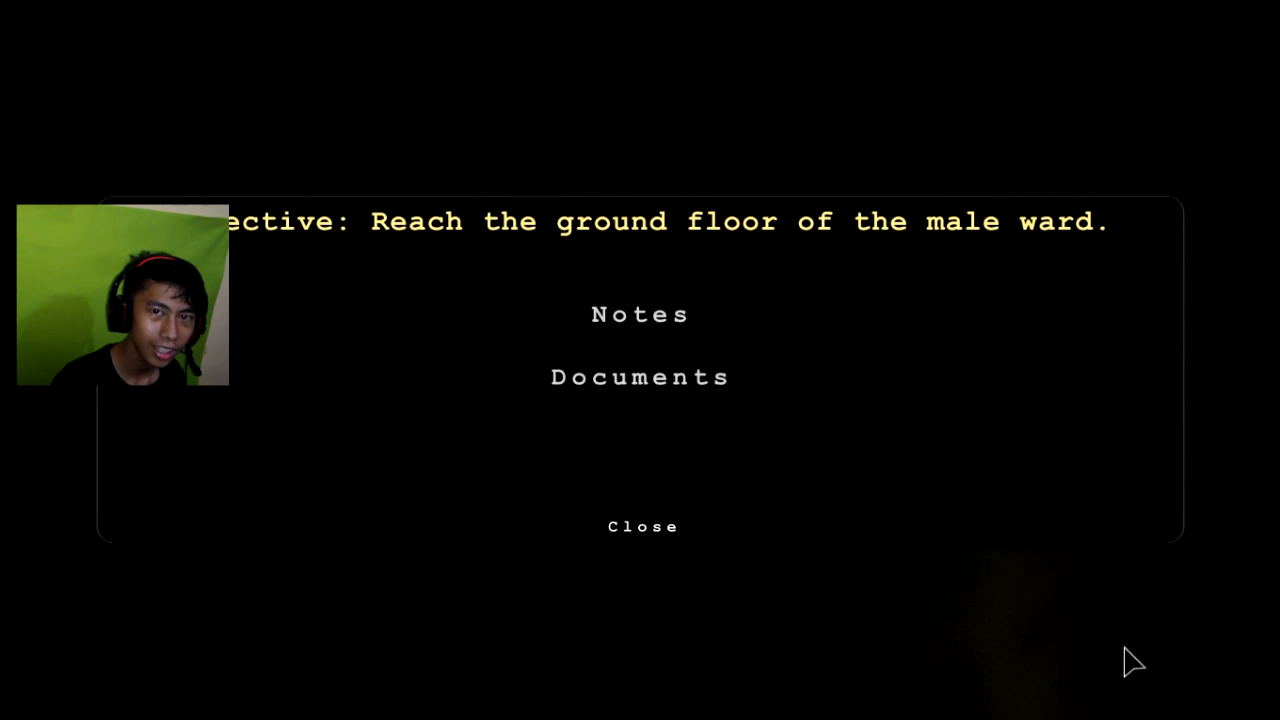 ective: Reach the ground floor of the male ward.
Notes
Documents
Close